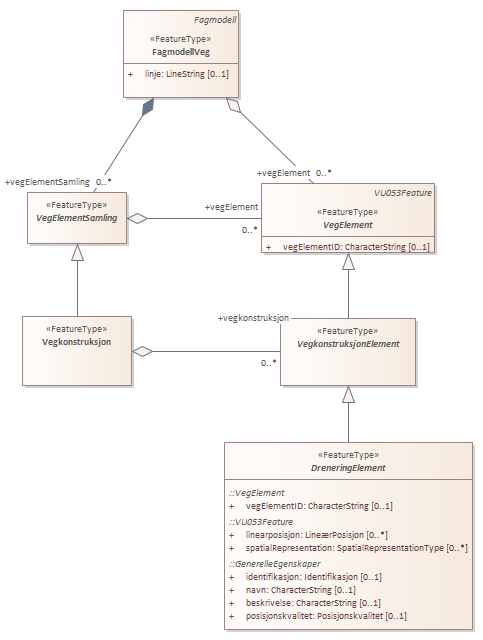 Fagmodell
«FeatureType»
FagmodellVeg
+ linje: LineString [0..1]
+vegElementSamling 0..*
+vegElement 0..*
«FeatureType»
VegElementSamling
+vegElement
0..*
VU053Feature
«FeatureType»
VegElement
+ vegElementID: CharacterString [0..1]
«FeatureType»
Vegkonstruksjon
+vegkonstruksjon
0..*
«FeatureType»
VegkonstruksjonElement
«FeatureType»
DreneringElement
::VegElement
+ vegElementID: CharacterString [0..1]
::VU053Feature
+ linearposisjon: LineærPosisjon [0..*]
+ spatialRepresentation: SpatialRepresentationType [0..*]
::GenerelleEgenskaper
+ identifikasjon: Identifikasjon [0..1]
+ navn: CharacterString [0..1]
+ beskrivelse: CharacterString [0..1]
+ posisjonskvalitet: Posisjonskvalitet [0..1]